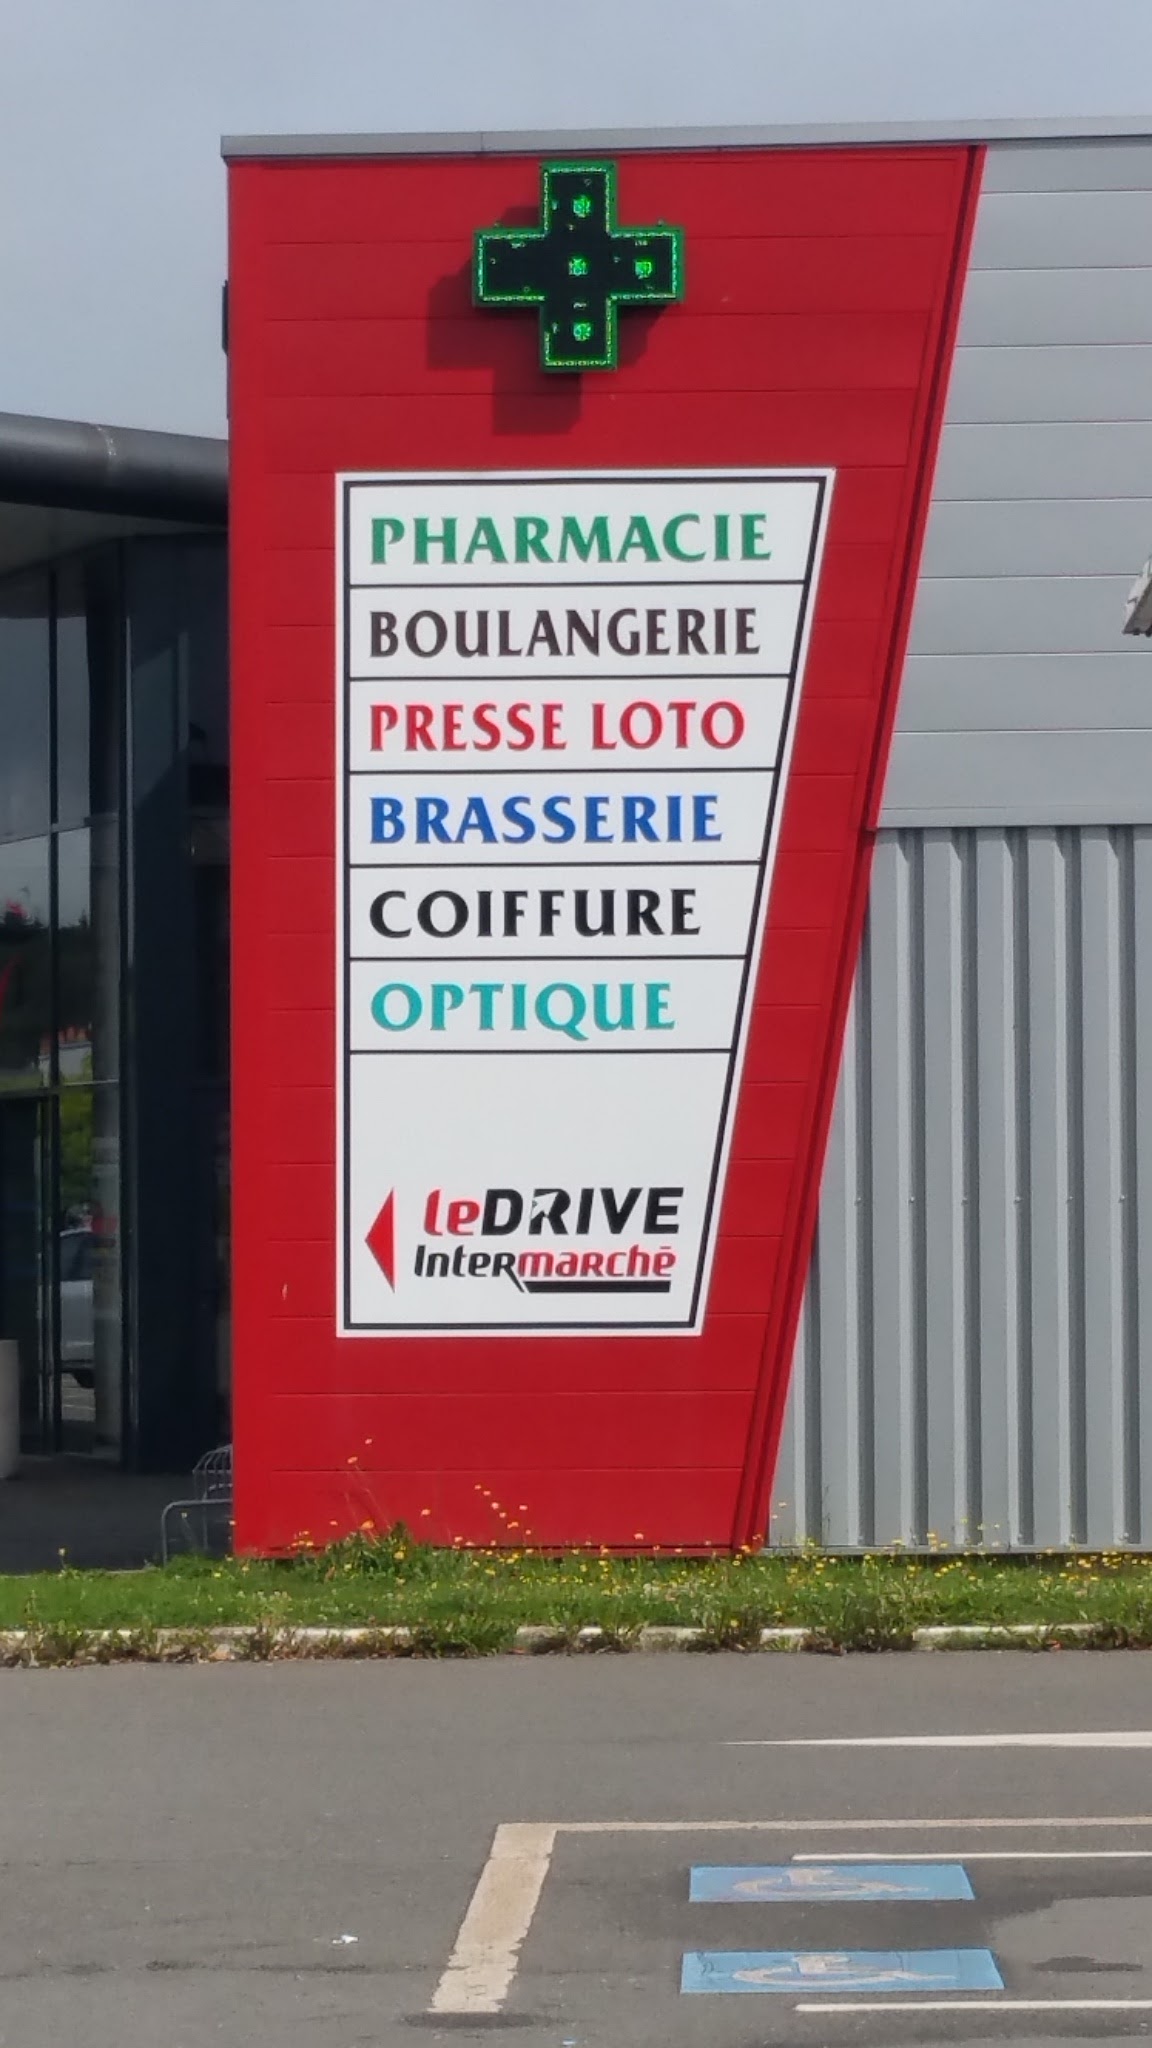 PHARMACIE
BOULANGERIE
PRESSE LOTO
BRASSERIE
COIFFURE
OPTIQUE
leDRIVE
Intermarché